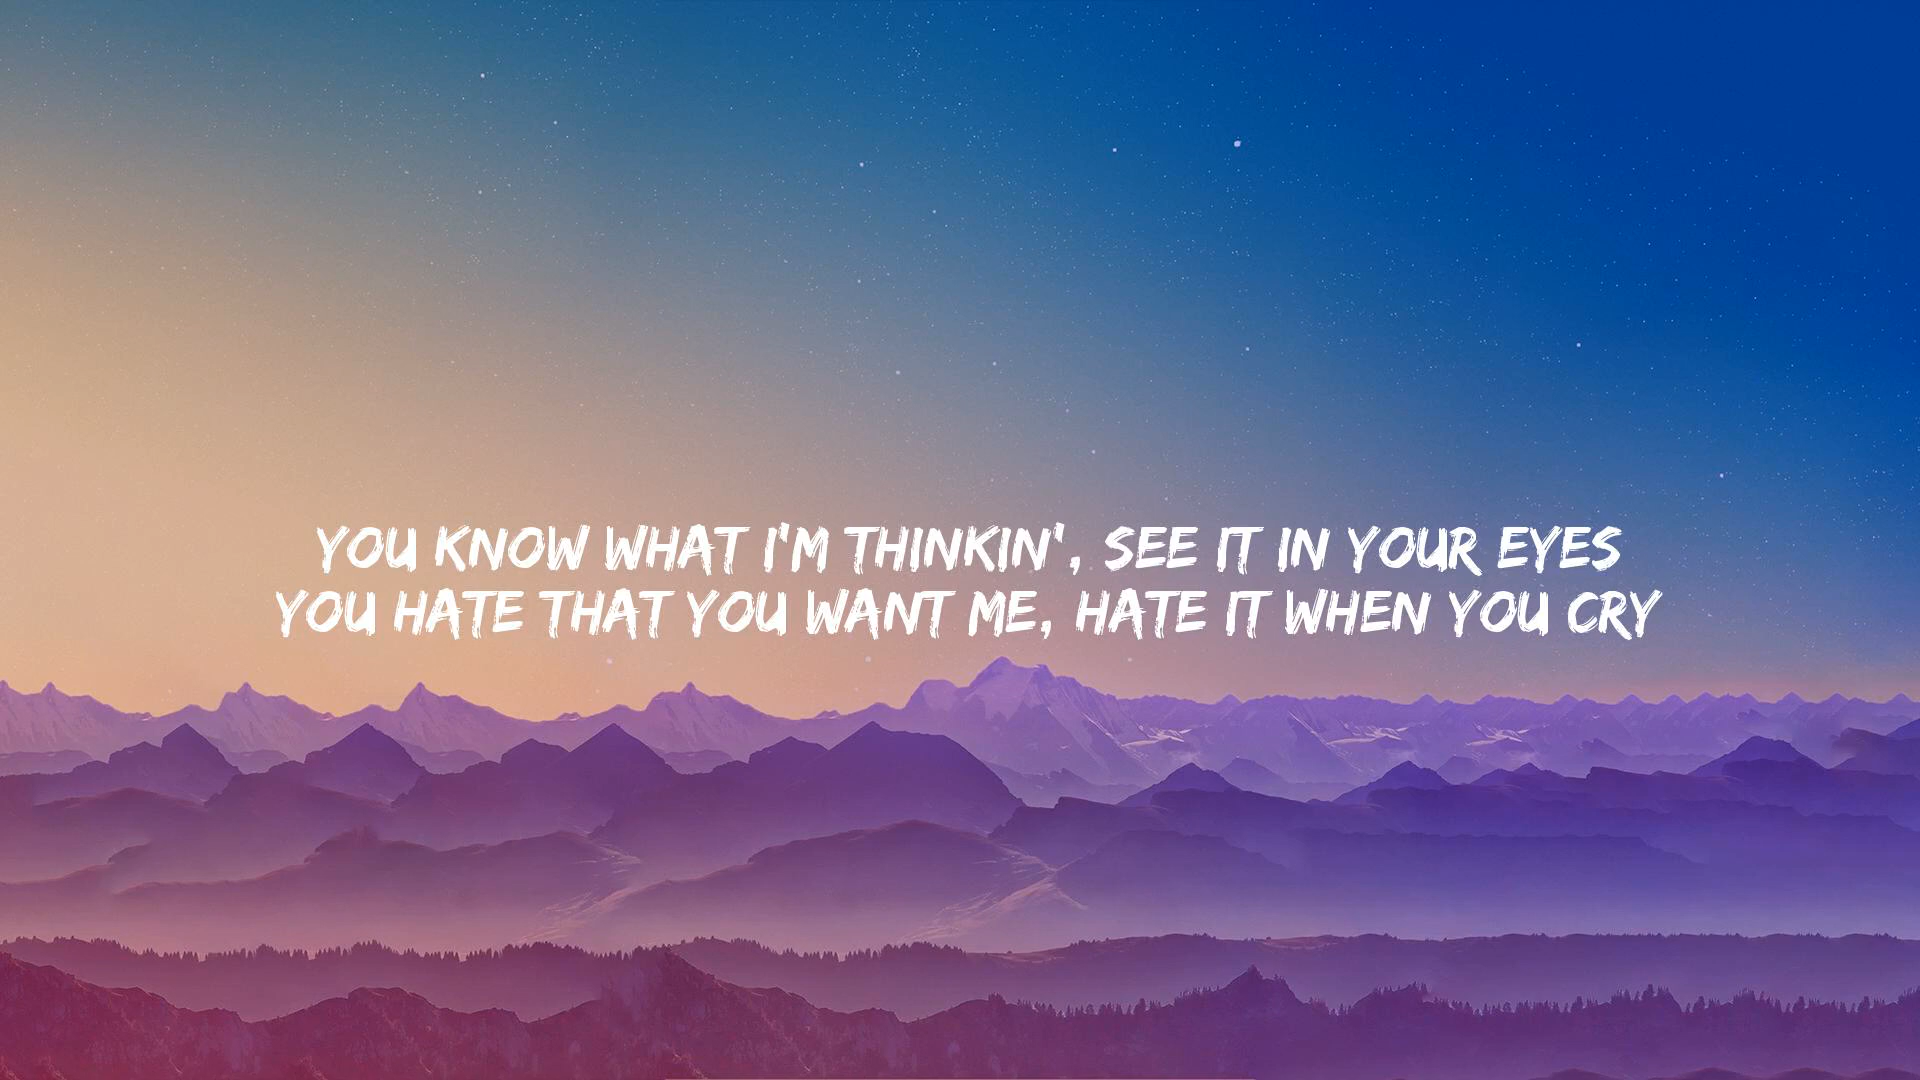 YOU KNOW WHAT I'M THINKIN', SEE IT IN YOUR EYES
YOU HATE THAT YOU WANT ME, HATE IT WHEN YOU CRY